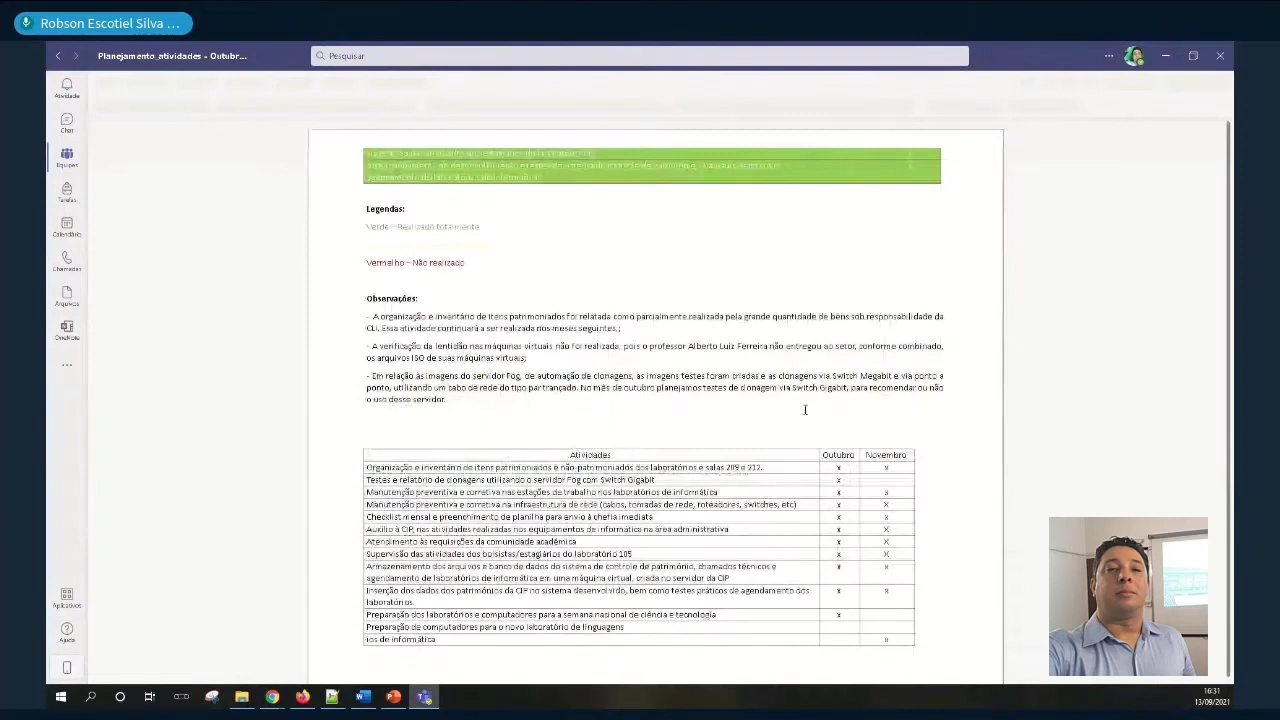 Robson Escotiel Silva ...
Planejamento_atividades - Outubr...
Pesquisar
Atividade
Chat
Equipes
Tarefas
Calendário
Chamadas
Arquivos
OneNote
Aplicativos
Ajuda
Legendas:
Verde – Realizado totalmente
Vermelho – Não realizado
Observações:
- A organização e inventário de itens patrimoniados foi relatada como parcialmente realizada pela grande quantidade de bens sob responsabilidade da
CLI. Essa atividade continuará a ser realizada nos meses seguintes,;
- A verificação da lentidão nas máquinas virtuais não foi realizada, pois o professor Alberto Luiz Ferreira não entregou ao setor, conforme combinado,
os arquivos ISO de suas máquinas virtuais;
- Em relação às imagens do servidor Fog, de automação de clonagens, as imagens testes foram criadas e as clonagens via Switch Megabit e via ponto a
ponto, utilizando um cabo de rede do tipo par trançado. No mês de outubro planejamos testes de clonagem via Switch Gigabit, para recomendar ou não
o uso desse servidor.
Atividades Outubro Novembro
Organização e inventário de itens patrimoniados e não-patrimoniados dos laboratórios e salas 209 e 212. x x
Testes e relatório de clonagens utilizando o servidor Fog com Switch Gigabit x
Manutenção preventiva e corretiva nas estações de trabalho nos laboratórios de informática x x
Manutenção preventiva e corretiva na infraestrutura de rede (cabos, tomadas de rede, roteadores, switches, etc) x X
Checklist mensal e preenchimento de planilha para envio à chefia imediata x X
Auxílio à CIP, nas atividades realizadas nos equipamentos de informática na área administrativa x X
Atendimento às requisições da comunidade acadêmica x X
Supervisão das atividades dos bolsistas/estagiários do laboratório 105 x X
Armazenamento dos arquivos e banco de dados do sistema de controle de patrimônio, chamados técnicos e x x
agendamento de laboratórios de informática em uma máquina virtual, criada no servidor da CIP
Inserção dos dados dos patrimônios da CIP no sistema desenvolvido, bem como testes práticos de agendamento dos x x
laboratórios.
Preparação dos laboratórios e computadores para a semana nacional de ciência e tecnologia x
Preparação de computadores para o novo laboratório de linguagens
ios de informática x
16:31
13/09/2021